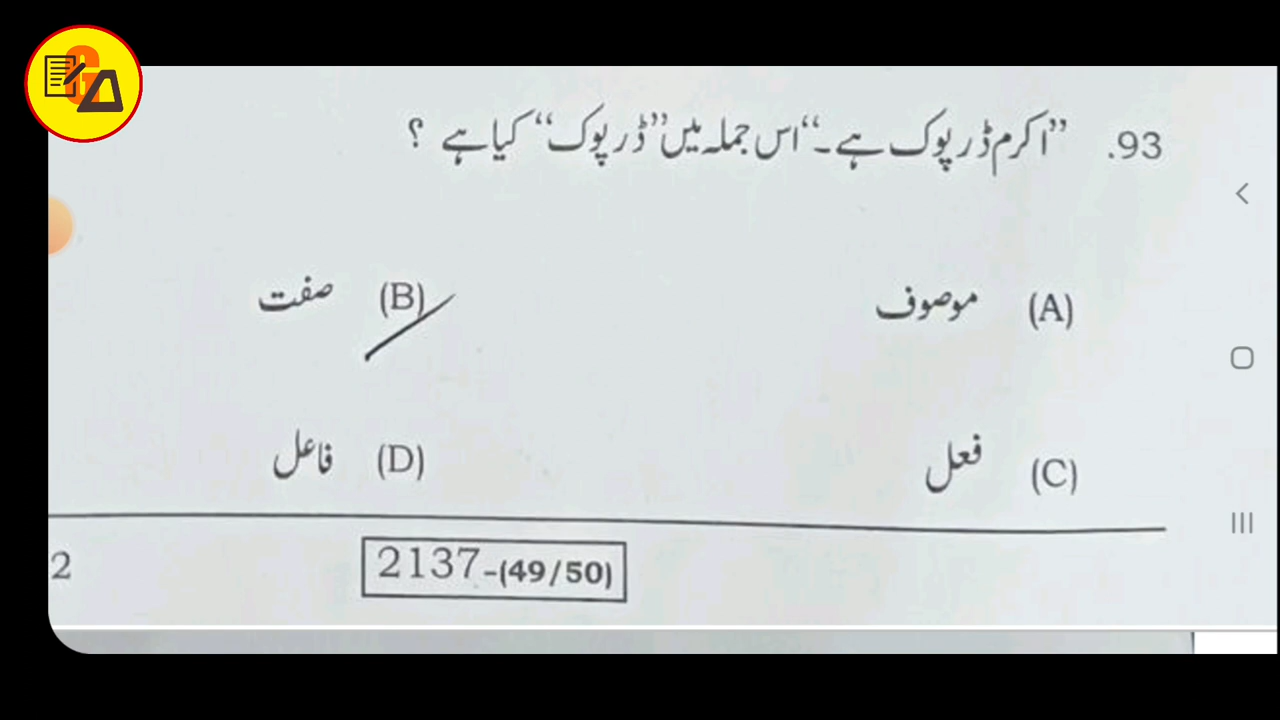 93. ”اکرم ڈرپوک ہے۔“ اس جملہ میں ”ڈرپوک“ کیا ہے ؟
(A) موصوف (B) صفت
(C) فعل (D) فاعل
2137-(49/50)
2